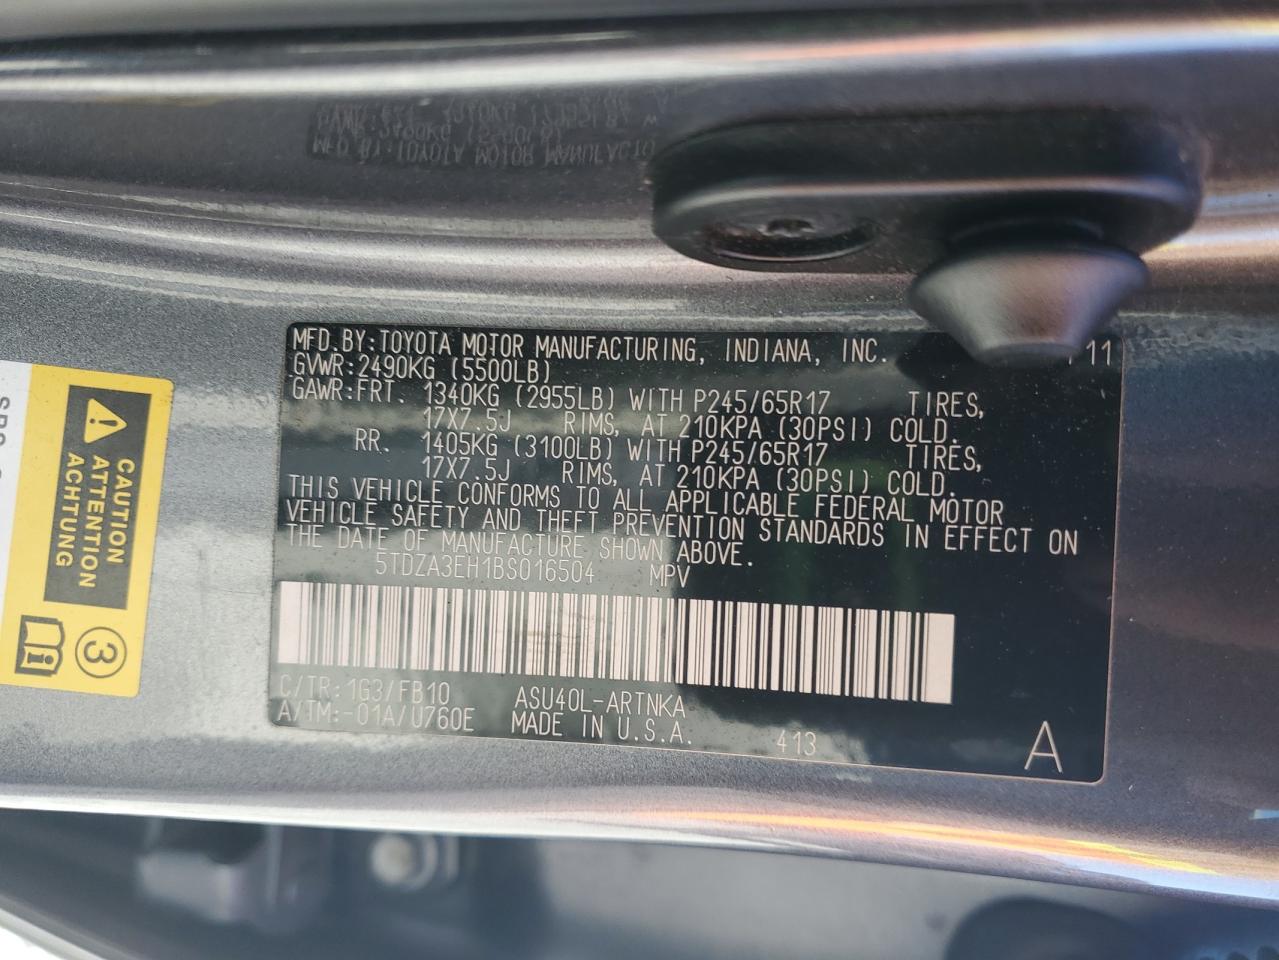 MFD.BY:TOYOTA MOTOR MANUFACTURING, INDIANA, INC. 11
GVWR:2490KG (5500LB)
GAWR:FRT. 1340KG (2955LB) WITH P245/65R17 TIRES,
17X7.5J RIMS, AT 210KPA (30PSI) COLD.
RR. 1405KG (3100LB) WITH P245/65R17 TIRES,
17X7.5J RIMS, AT 210KPA (30PSI) COLD.
THIS VEHICLE CONFORMS TO ALL APPLICABLE FEDERAL MOTOR
VEHICLE SAFETY AND THEFT PREVENTION STANDARDS IN EFFECT ON
THE DATE OF MANUFACTURE SHOWN ABOVE.
5TDZA3EH1BS016504 MPV
C/TR:1G3/FB10 ASU40L-ARTNKA
A/TM:-01A/U760E MADE IN U.S.A. 413
A
CAUTION
ATTENTION
ACHTUNG
3